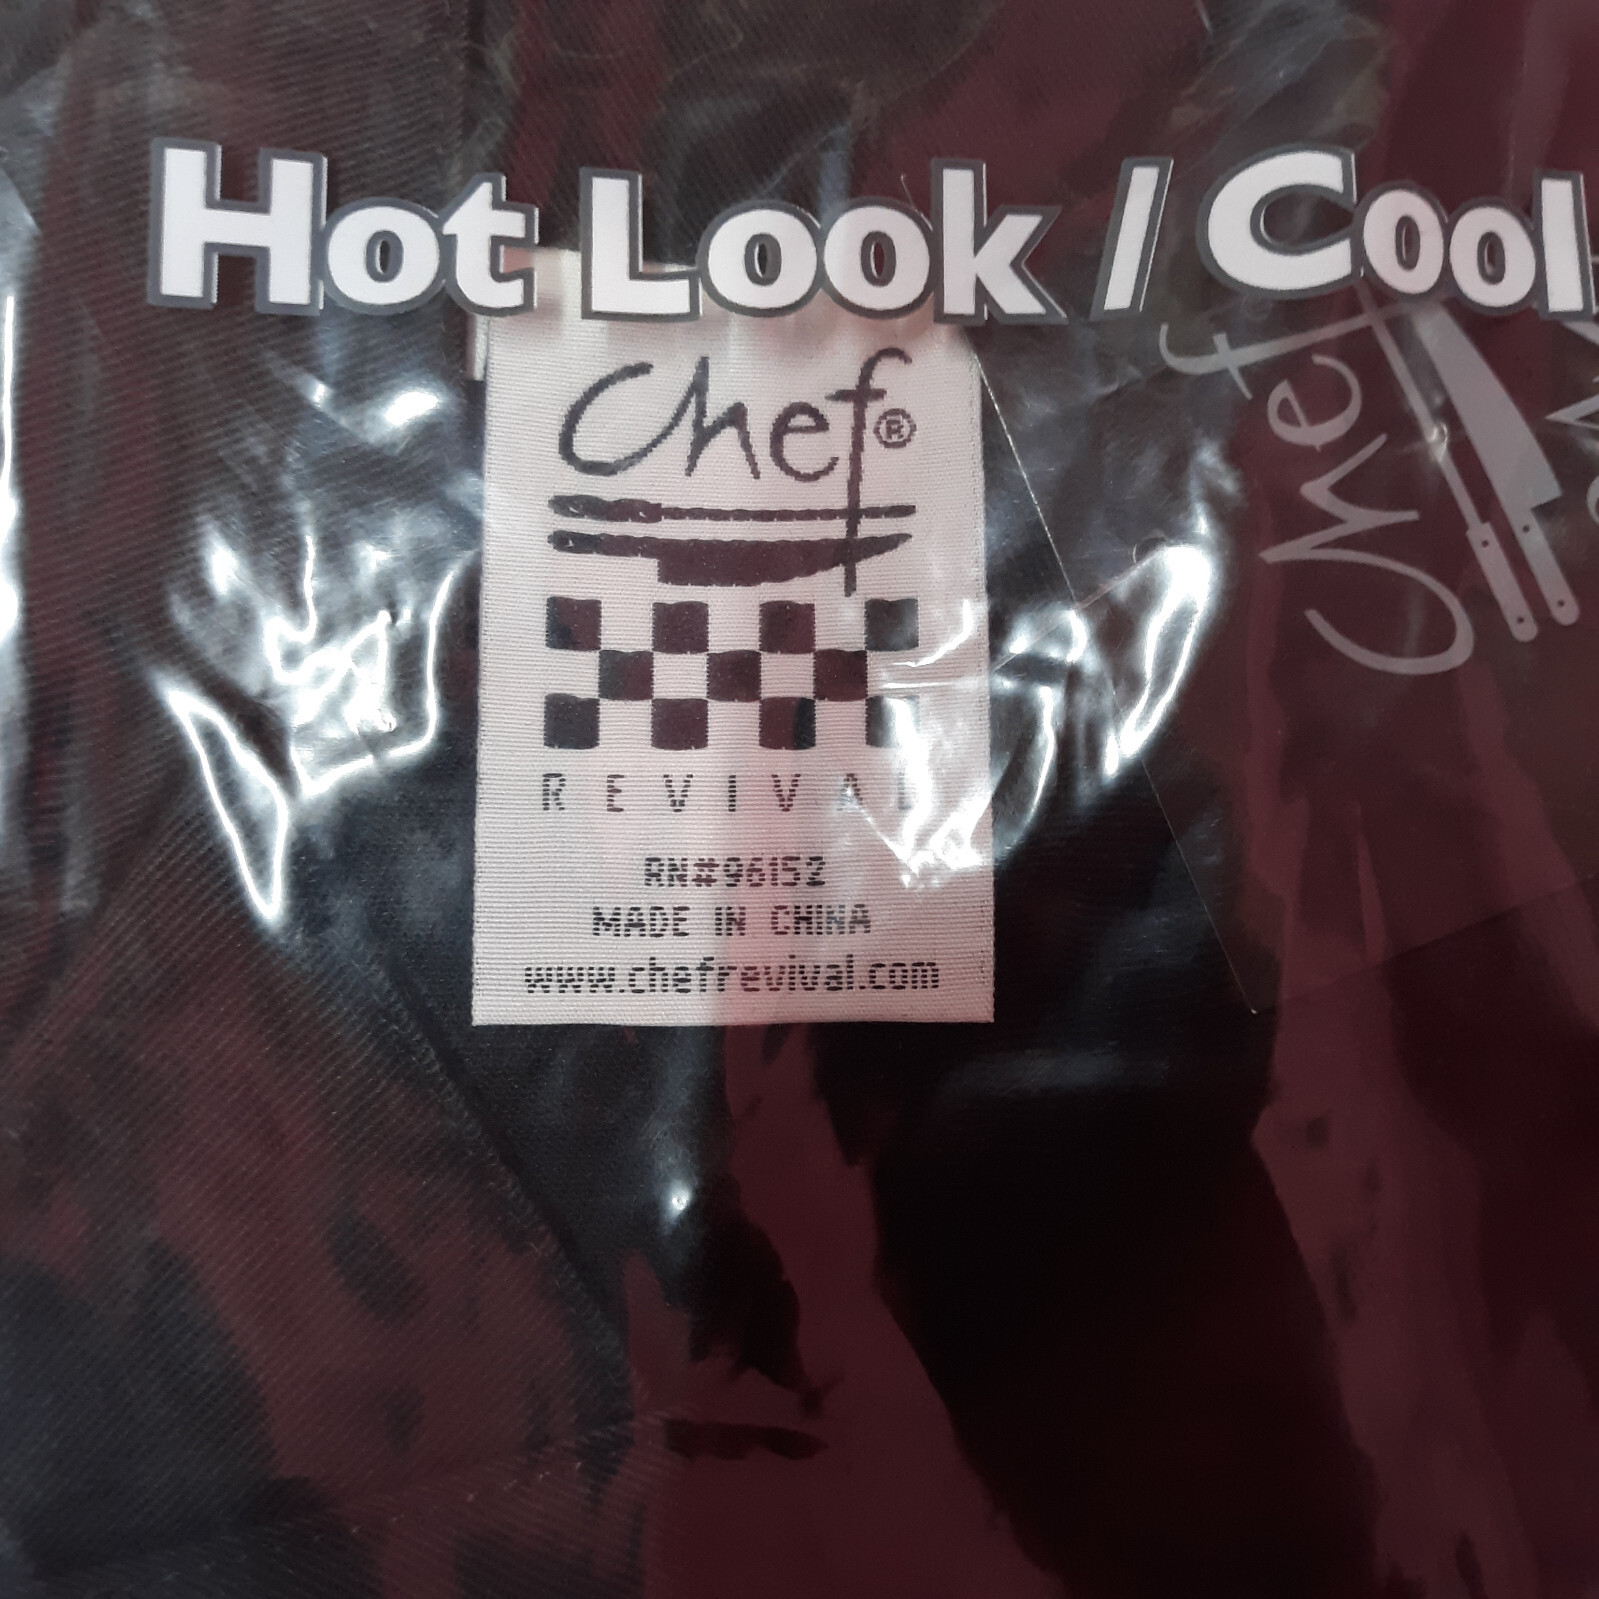 Hot Look / Cool
Chef®
REVIVAL
RN#96152
MADE IN CHINA
www.chefrevival.com
Chef